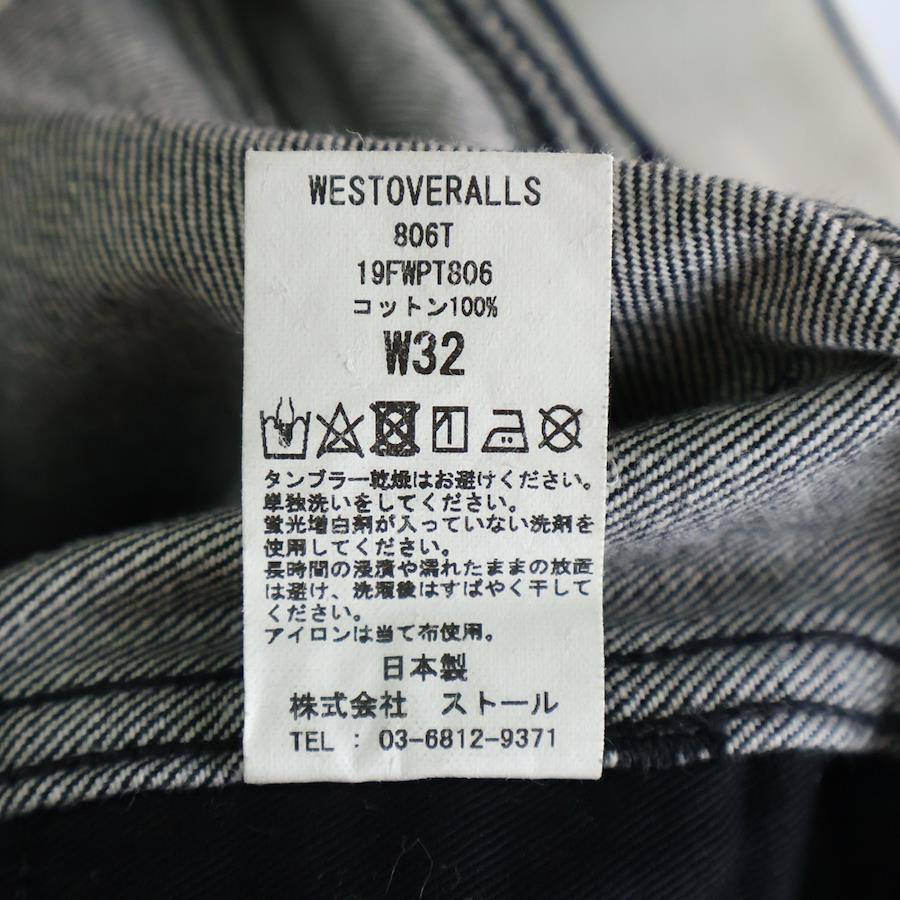 WESTOVERALLS
806T
19FWPT806
コットン100%
W32
タンブラー乾燥はお避けください。
単独洗いをしてください。
蛍光増白剤が入っていない洗剤を
使用してください。
長時間の浸漬や濡れたままの放置
は避け、洗濯後はすばやく干して
ください。
アイロンは当て布使用。
日本製
株式会社 ストール
TEL : 03-6812-9371